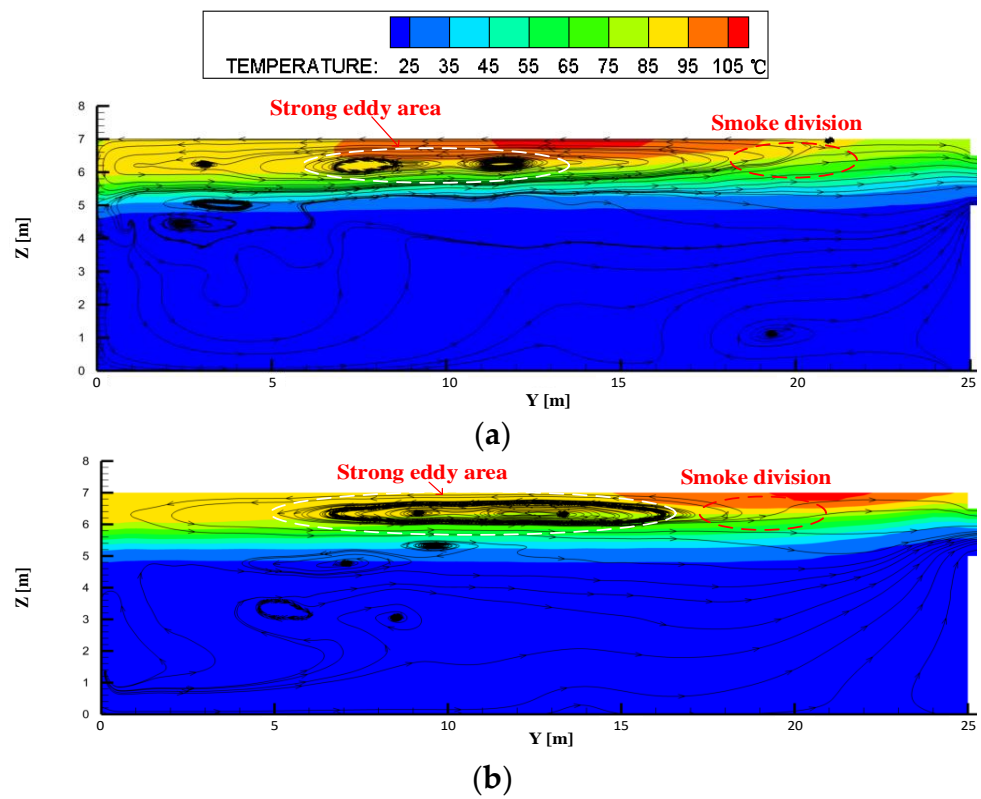 TEMPERATURE: 25 35 45 55 65 75 85 95 105 ℃
Strong eddy area
Smoke division
8
7
6
5
4
3
2
1
0
Z [m]
0 5 10 15 20 25
Y [m]
(a)
Strong eddy area
Smoke division
8
7
6
5
4
3
2
1
0
Z [m]
0 5 10 15 20 25
Y [m]
(b)